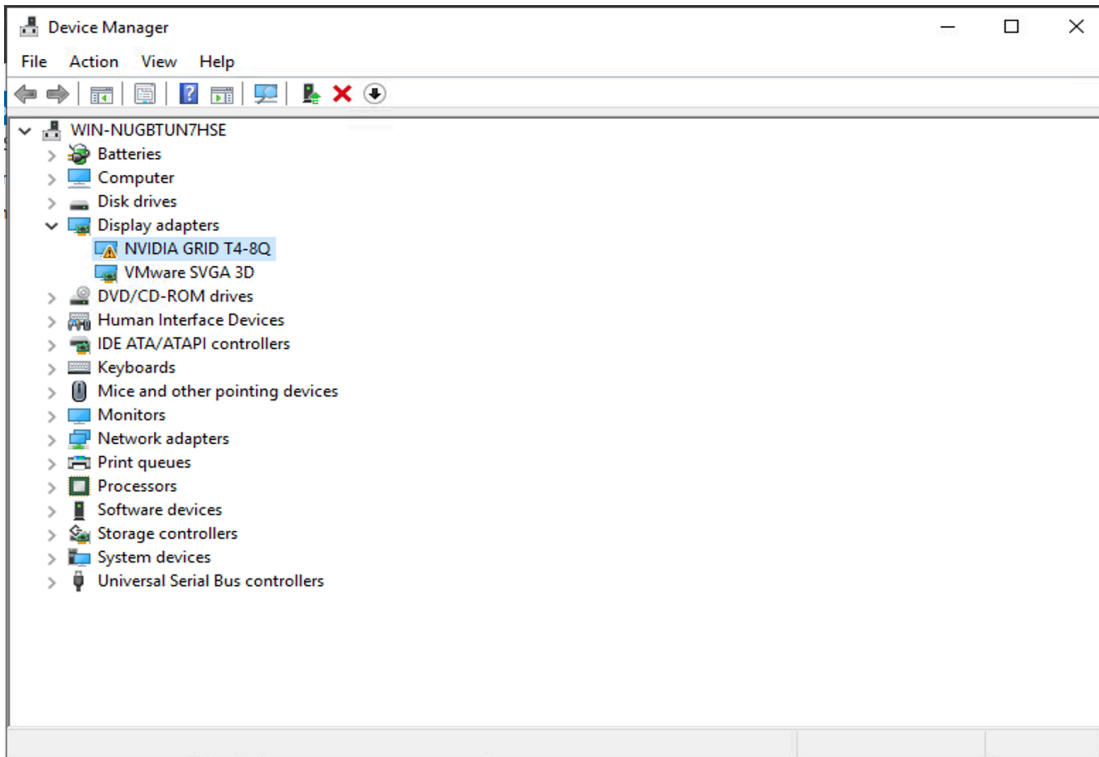 Device Manager
File Action View Help
WIN-NUGBTUN7HSE
Batteries
Computer
Disk drives
Display adapters
NVIDIA GRID T4-8Q
VMware SVGA 3D
DVD/CD-ROM drives
Human Interface Devices
IDE ATA/ATAPI controllers
Keyboards
Mice and other pointing devices
Monitors
Network adapters
Print queues
Processors
Software devices
Storage controllers
System devices
Universal Serial Bus controllers